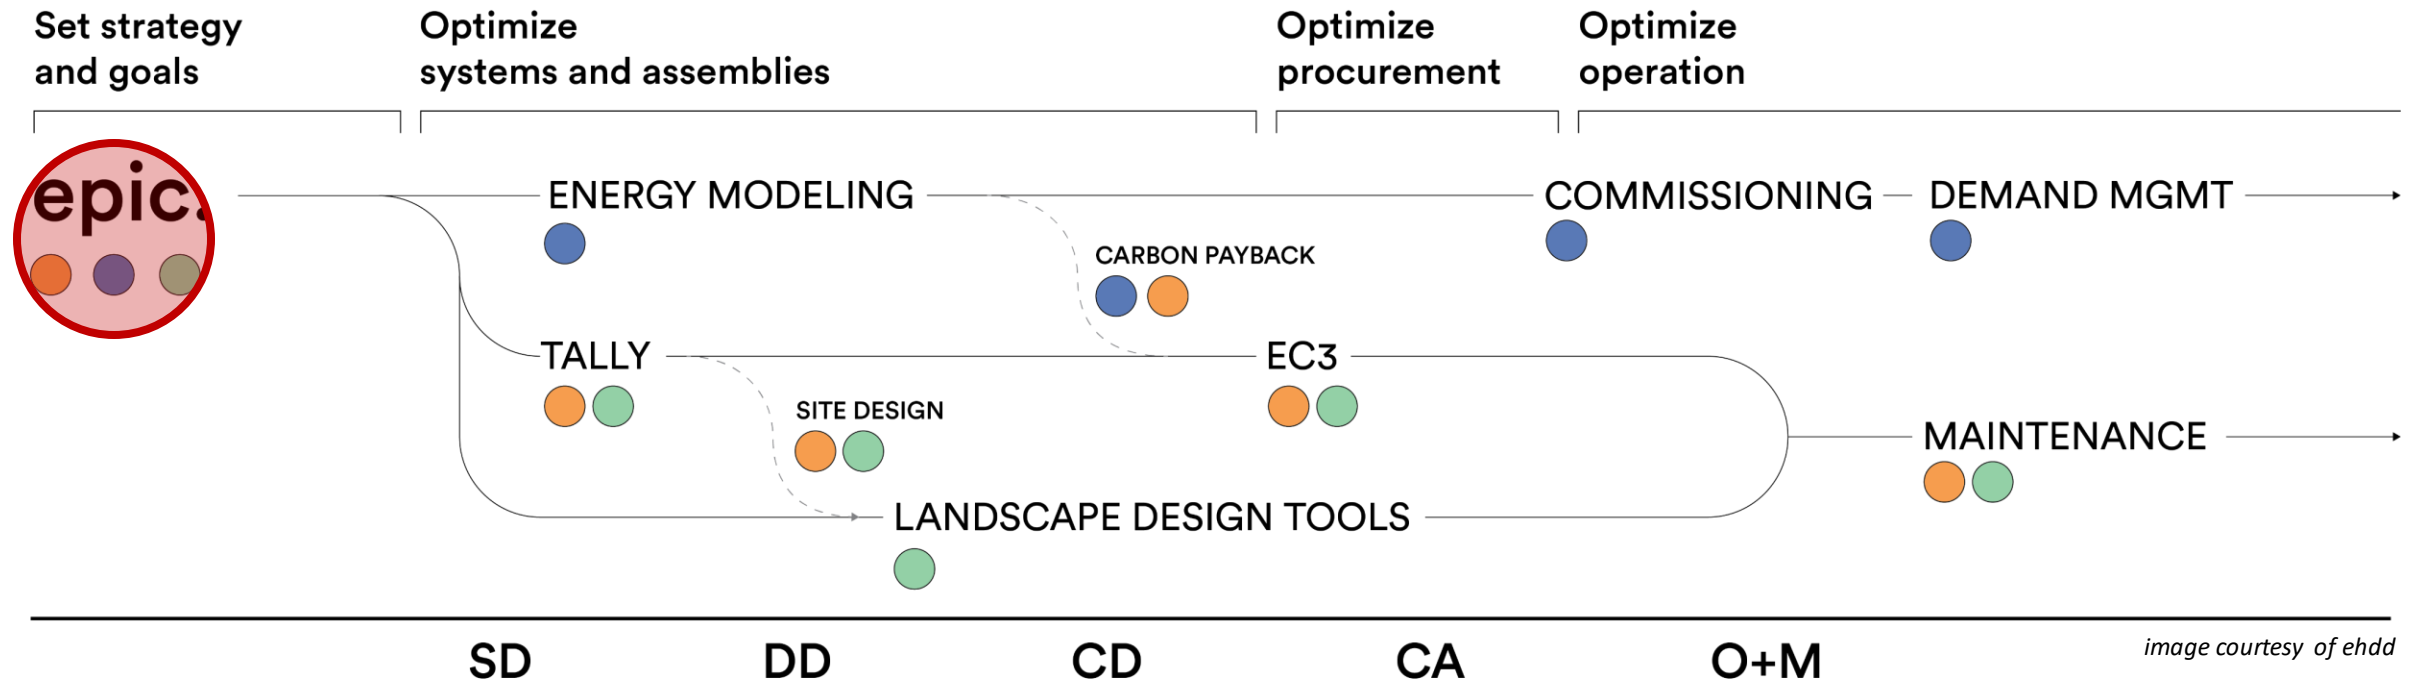 Set strategy
and goals
Optimize
systems and assemblies
Optimize
procurement
Optimize
operation
epic.
ENERGY MODELING
COMMISSIONING
DEMAND MGMT
CARBON PAYBACK
TALLY
EC3
SITE DESIGN
MAINTENANCE
LANDSCAPE DESIGN TOOLS
SD
DD
CD
CA
O+M
image courtesy of ehdd